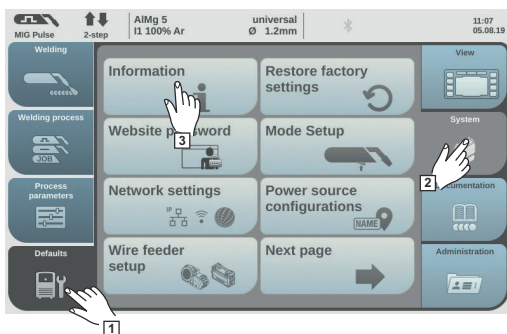 MIG Pulse
2-step
AlMg 5
I1 100% Ar
universal
Ø 1.2mm
11:07
05.08.19
Welding
Welding process
JOB
Process
parameters
Defaults
1
Information
3
Restore factory
settings
Website password
Mode Setup
Network settings
IP
Power source
configurations
NAME
Wire feeder
setup
Next page
View
System
2
Documentation
Administration